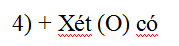 4) + Xét (O) có